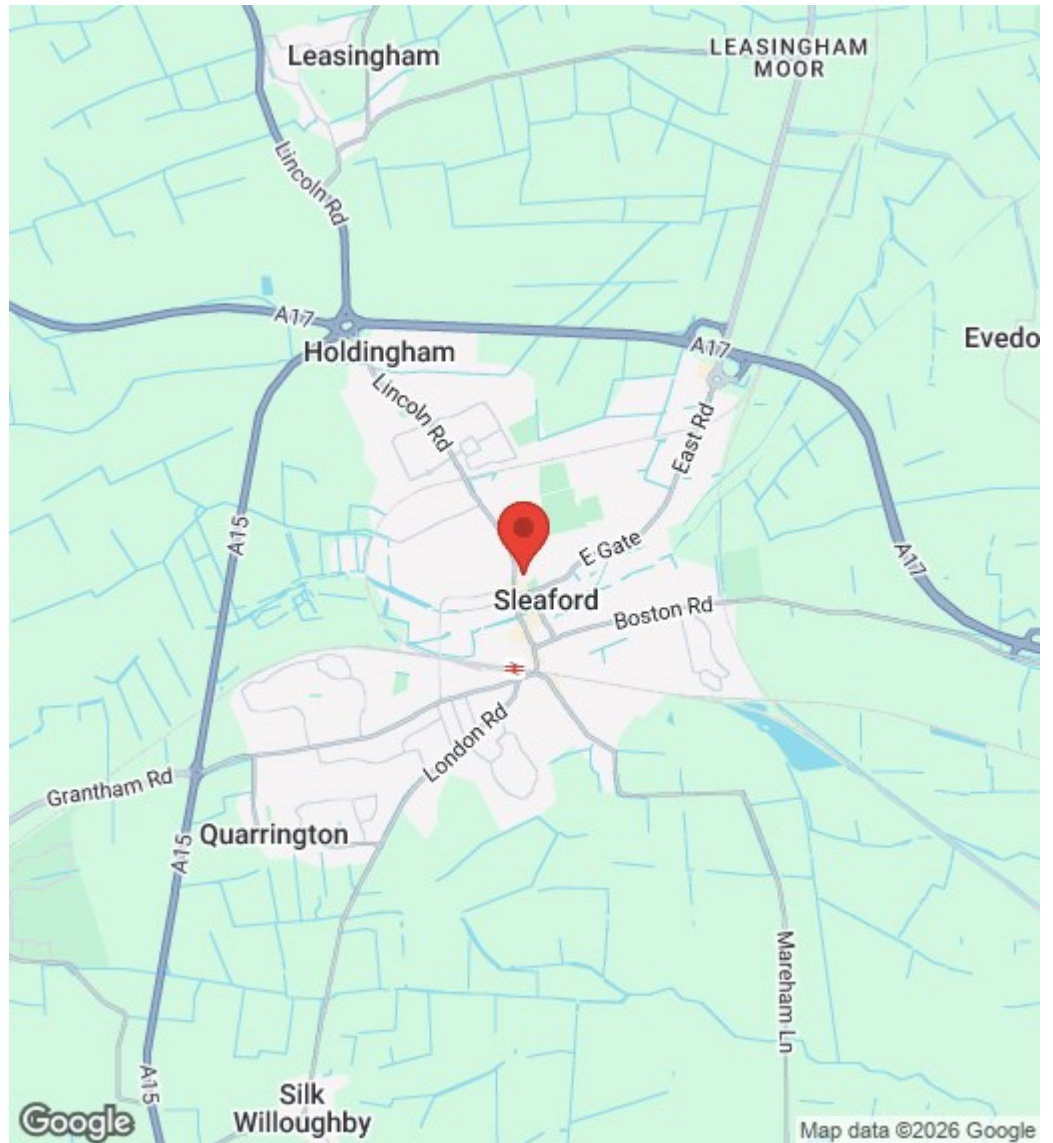 Leasingham
LEASINGHAM
MOOR
Lincoln Rd
A17
A17
Evedo
Holdingham
Lincoln Rd
East Rd
A15
E Gate
A17
Sleaford
Boston Rd
London Rd
Grantham Rd
Quarrington
A15
Mareham Ln
A15
Silk
Willoughby
Google
Map data ©2026 Google